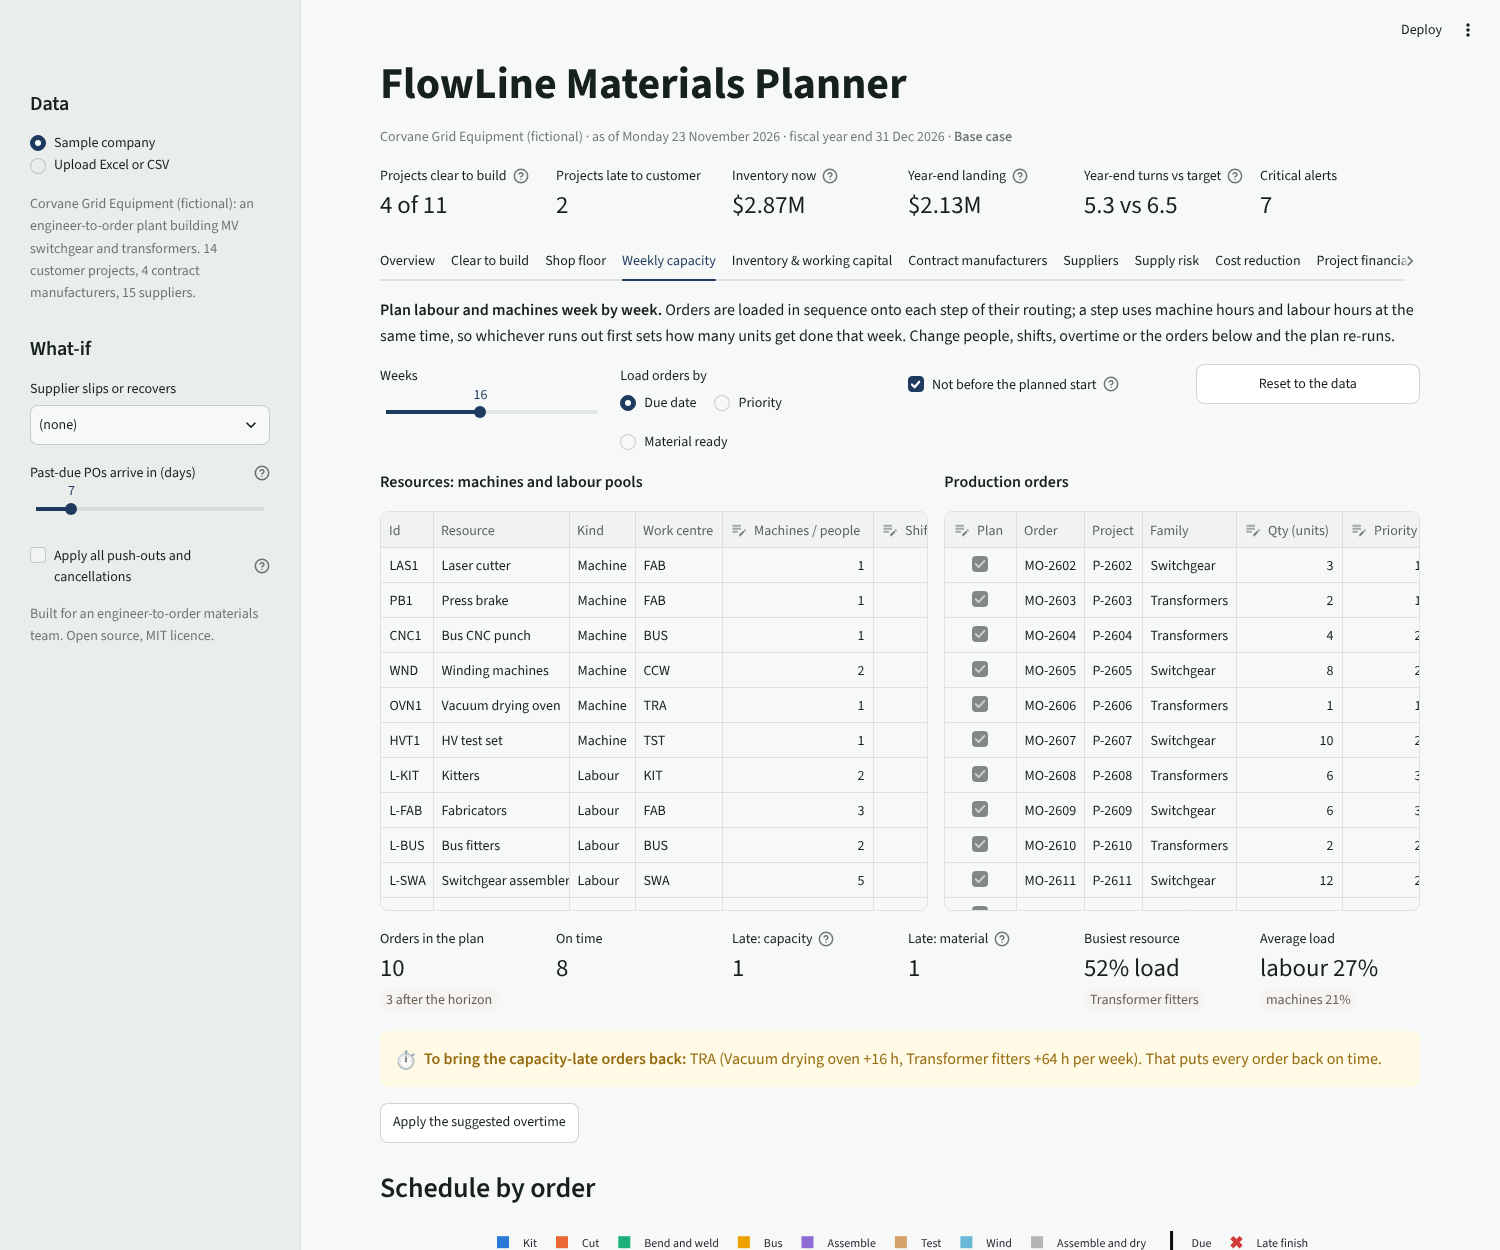 Deploy
Data
Sample company
Upload Excel or CSV
Corvane Grid Equipment (fictional): an
engineer-to-order plant building MV
switchgear and transformers. 14
customer projects, 4 contract
manufacturers, 15 suppliers.
What-if
Supplier slips or recovers
(none)
Past-due POs arrive in (days)
7
Apply all push-outs and
cancellations
Built for an engineer-to-order materials
team. Open source, MIT licence.
FlowLine Materials Planner
Corvane Grid Equipment (fictional) · as of Monday 23 November 2026 · fiscal year end 31 Dec 2026 · Base case
Projects clear to build Projects late to customer Inventory now Year-end landing Year-end turns vs target Critical alerts
4 of 11 2 $2.87M $2.13M 5.3 vs 6.5 7
Overview Clear to build Shop floor Weekly capacity Inventory & working capital Contract manufacturers Suppliers Supply risk Cost reduction Project financia
Plan labour and machines week by week. Orders are loaded in sequence onto each step of their routing; a step uses machine hours and labour hours at the
same time, so whichever runs out first sets how many units get done that week. Change people, shifts, overtime or the orders below and the plan re-runs.
Weeks
16
Load orders by
Due date Priority
Material ready
Not before the planned start
Reset to the data
Resources: machines and labour pools
Id Resource Kind Work centre Machines / people Shif
LAS1 Laser cutter Machine FAB 1
PB1 Press brake Machine FAB 1
CNC1 Bus CNC punch Machine BUS 1
WND Winding machines Machine CCW 2
OVN1 Vacuum drying oven Machine TRA 1
HVT1 HV test set Machine TST 1
L-KIT Kitters Labour KIT 2
L-FAB Fabricators Labour FAB 3
L-BUS Bus fitters Labour BUS 2
L-SWA Switchgear assembler Labour SWA 5
Production orders
Plan Order Project Family Qty (units) Priority
MO-2602 P-2602 Switchgear 3 1
MO-2603 P-2603 Transformers 2 1
MO-2604 P-2604 Transformers 4 2
MO-2605 P-2605 Switchgear 8 2
MO-2606 P-2606 Transformers 1 1
MO-2607 P-2607 Switchgear 10 2
MO-2608 P-2608 Transformers 6 3
MO-2609 P-2609 Switchgear 6 3
MO-2610 P-2610 Transformers 2 2
MO-2611 P-2611 Switchgear 12 2
Orders in the plan On time Late: capacity Late: material Busiest resource Average load
10 8 1 1 52% load labour 27%
3 after the horizon Transformer fitters machines 21%
To bring the capacity-late orders back: TRA (Vacuum drying oven +16 h, Transformer fitters +64 h per week). That puts every order back on time.
Apply the suggested overtime
Schedule by order
Kit Cut Bend and weld Bus Assemble Test Wind Assemble and dry Due Late finish